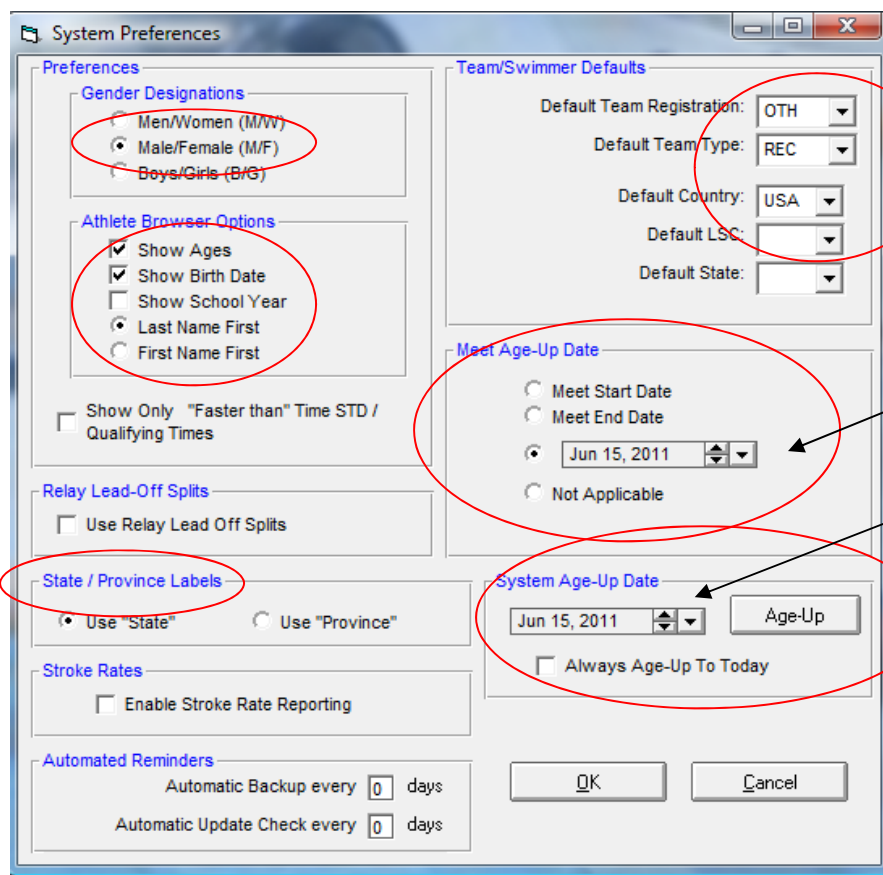 System Preferences
Preferences
Gender Designations
Men/Women (M/W)
Male/Female (M/F)
Boys/Girls (B/G)
Athlete Browser Options
Show Ages
Show Birth Date
Show School Year
Last Name First
First Name First
Show Only "Faster than" Time STD /
Qualifying Times
Relay Lead-Off Splits
Use Relay Lead Off Splits
State / Province Labels
Use "State"
Use "Province"
Stroke Rates
Enable Stroke Rate Reporting
Automated Reminders
Automatic Backup every 0 days
Automatic Update Check every 0 days
Team/Swimmer Defaults
Default Team Registration: OTH
Default Team Type: REC
Default Country: USA
Default LSC:
Default State:
Meet Age-Up Date
Meet Start Date
Meet End Date
Jun 15, 2011
Not Applicable
System Age-Up Date
Jun 15, 2011 Age-Up
Always Age-Up To Today
OK Cancel